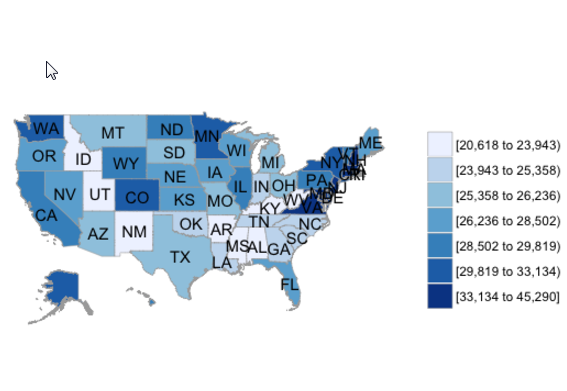 WA
MT
ND
MN
ME
OR
ID
SD
WI
VT
NY
WY
MI
NV
UT
NE
IA
PA
CA
CO
KS
MO
IL
IN
OH
WV
VA
DE
NJ
KY
AZ
NM
OK
AR
TN
NC
SC
TX
LA
MS
AL
GA
FL
[20,618 to 23,943)
[23,943 to 25,358)
[25,358 to 26,236)
[26,236 to 28,502)
[28,502 to 29,819)
[29,819 to 33,134)
[33,134 to 45,290]